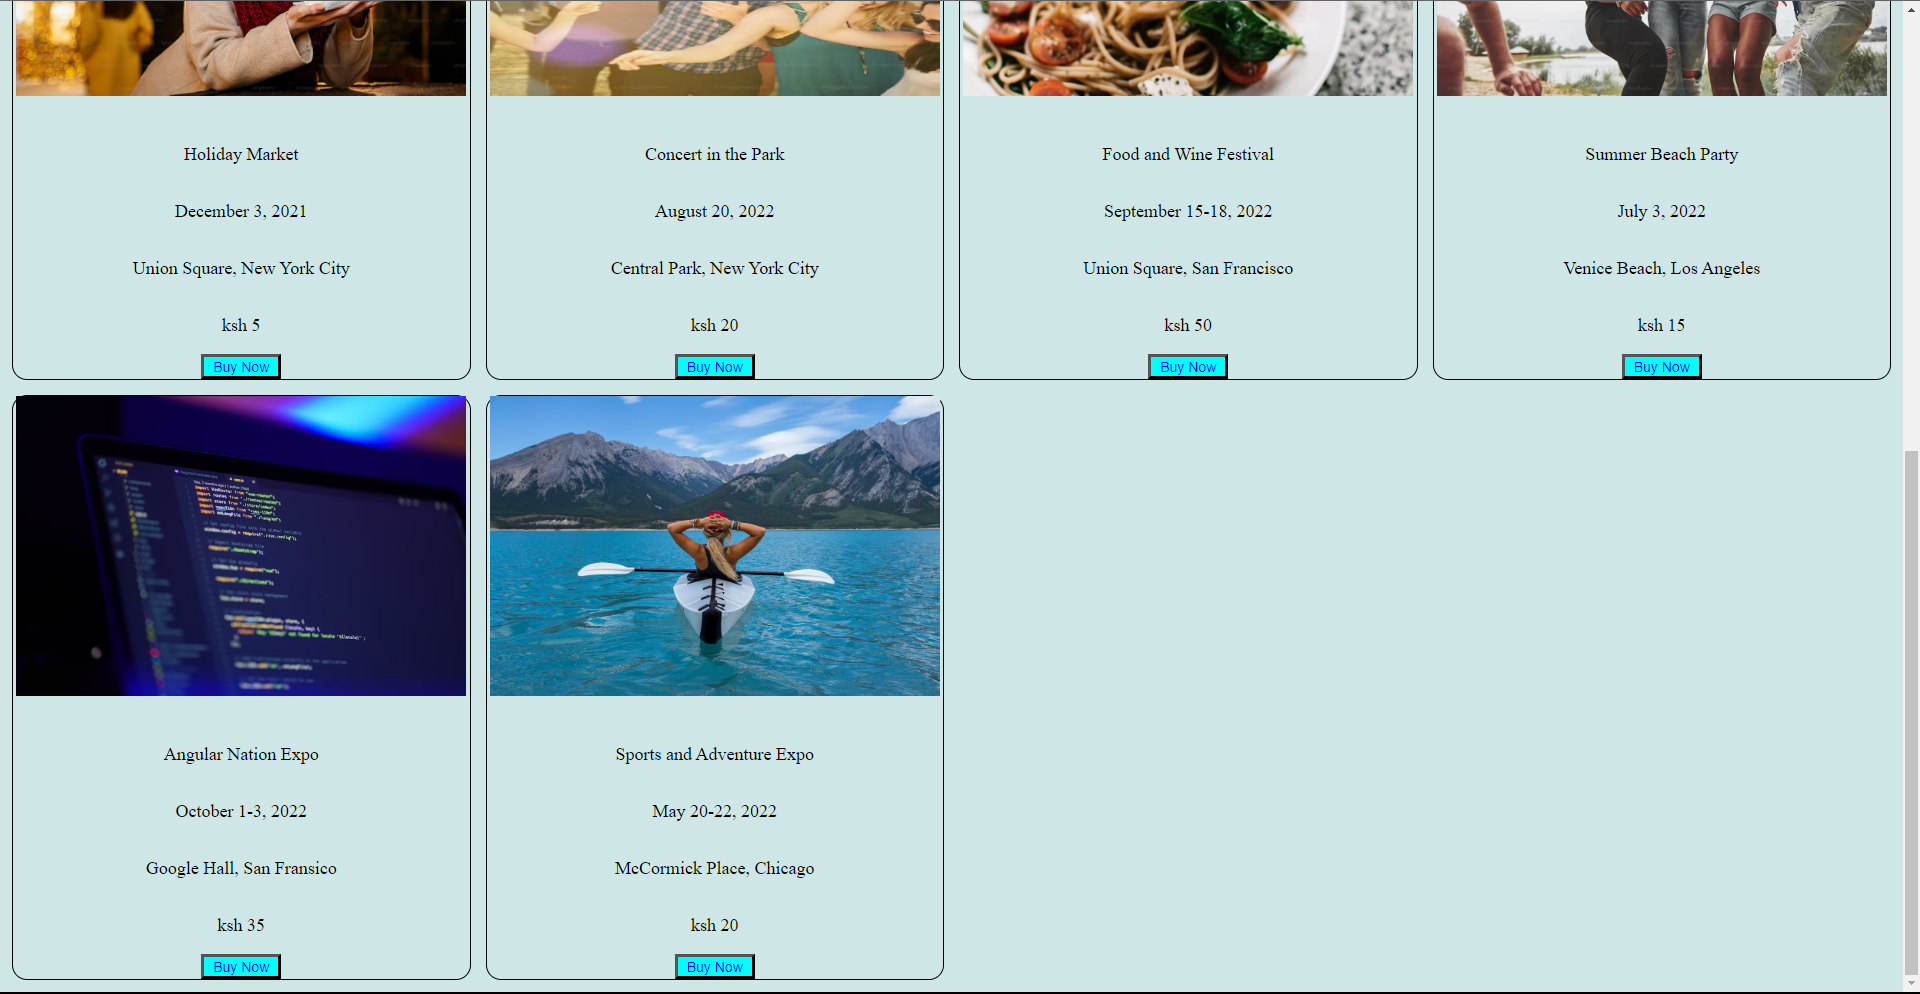 Holiday Market
December 3, 2021
Union Square, New York City
ksh 5
Buy Now
Concert in the Park
August 20, 2022
Central Park, New York City
ksh 20
Buy Now
Food and Wine Festival
September 15-18, 2022
Union Square, San Francisco
ksh 50
Buy Now
Summer Beach Party
July 3, 2022
Venice Beach, Los Angeles
ksh 15
Buy Now
Angular Nation Expo
October 1-3, 2022
Google Hall, San Fransico
ksh 35
Buy Now
Sports and Adventure Expo
May 20-22, 2022
McCormick Place, Chicago
ksh 20
Buy Now